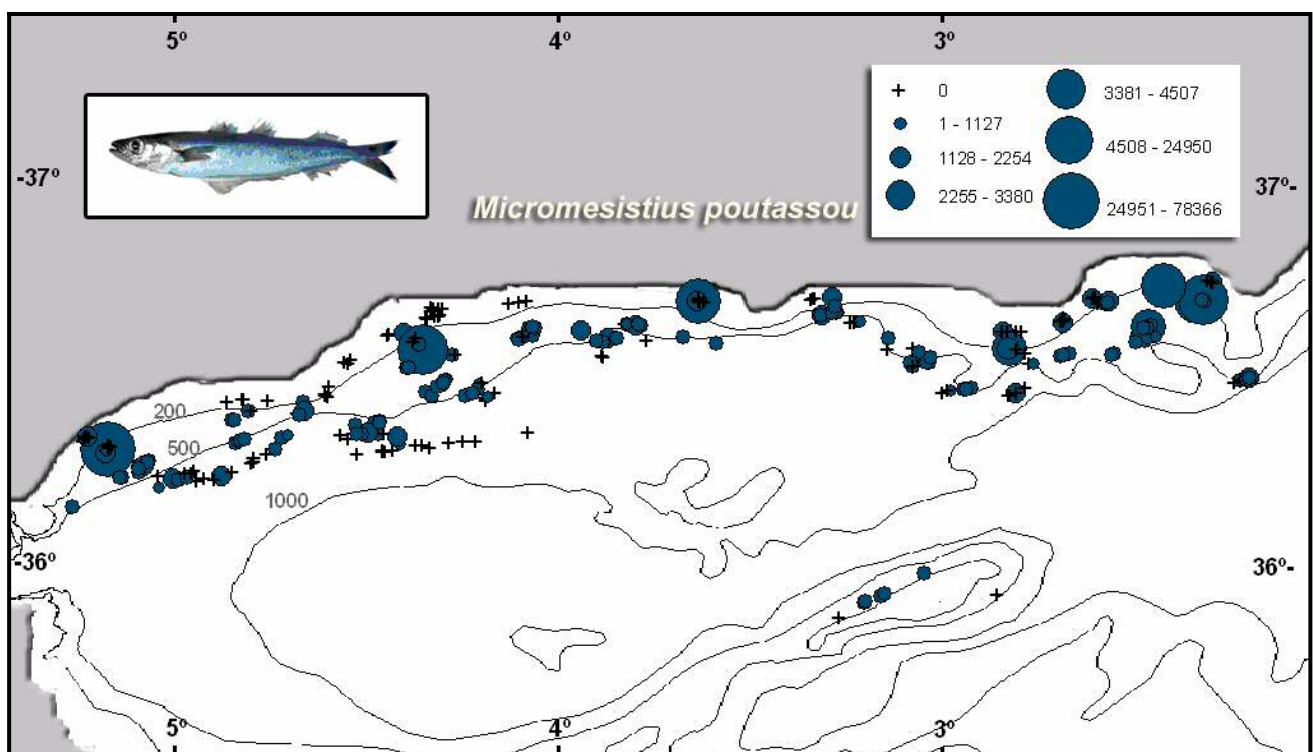 5º 4º 3º
+ 0
1 - 1127
1128 - 2254
2255 - 3380
3381 - 4507
4508 - 24950
24951 - 78366
-37º 37º-
Micromesistius poutassou
200
500
1000
-36º 36º-
5º 4º 3º